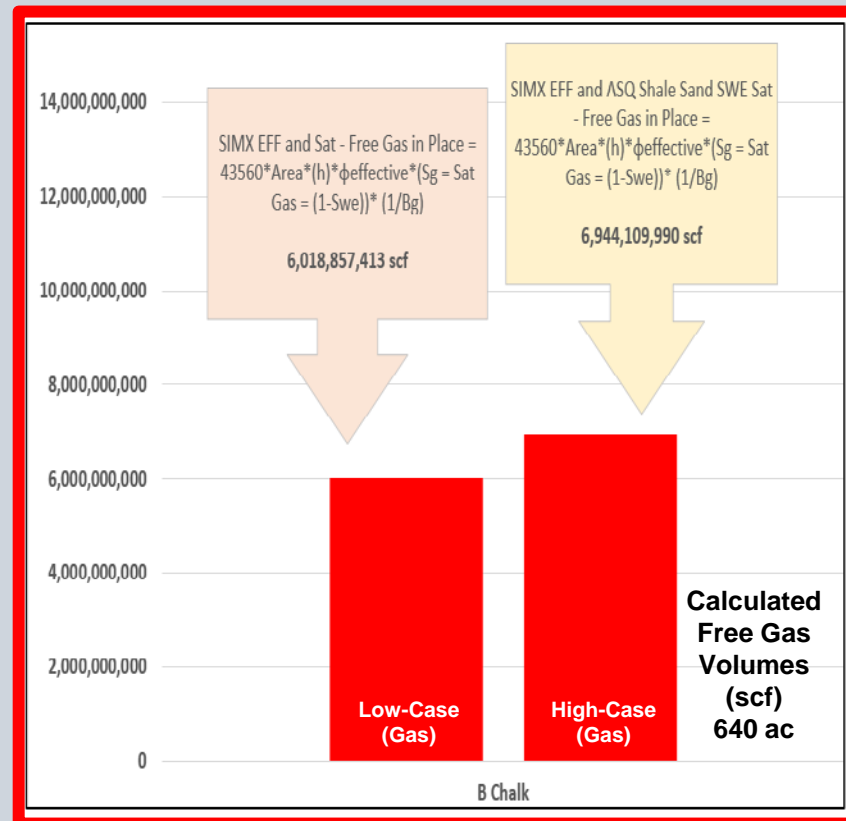 14,000,000,000
12,000,000,000
10,000,000,000
8,000,000,000
6,000,000,000
4,000,000,000
2,000,000,000
0
SIMX EFF and Sat - Free Gas in Place =
43560*Area*(h)*ϕeffective*(Sg = Sat
Gas = (1-Swe))* (1/Bg)
6,018,857,413 scf
SIMX EFF and ΛSQ Shale Sand SWE Sat
- Free Gas in Place =
43560*Area*(h)*ϕeffective*(Sg = Sat
Gas = (1-Swe))* (1/Bg)
6,944,109,990 scf
Low-Case
(Gas)
High-Case
(Gas)
Calculated
Free Gas
Volumes
(scf)
640 ac
B Chalk